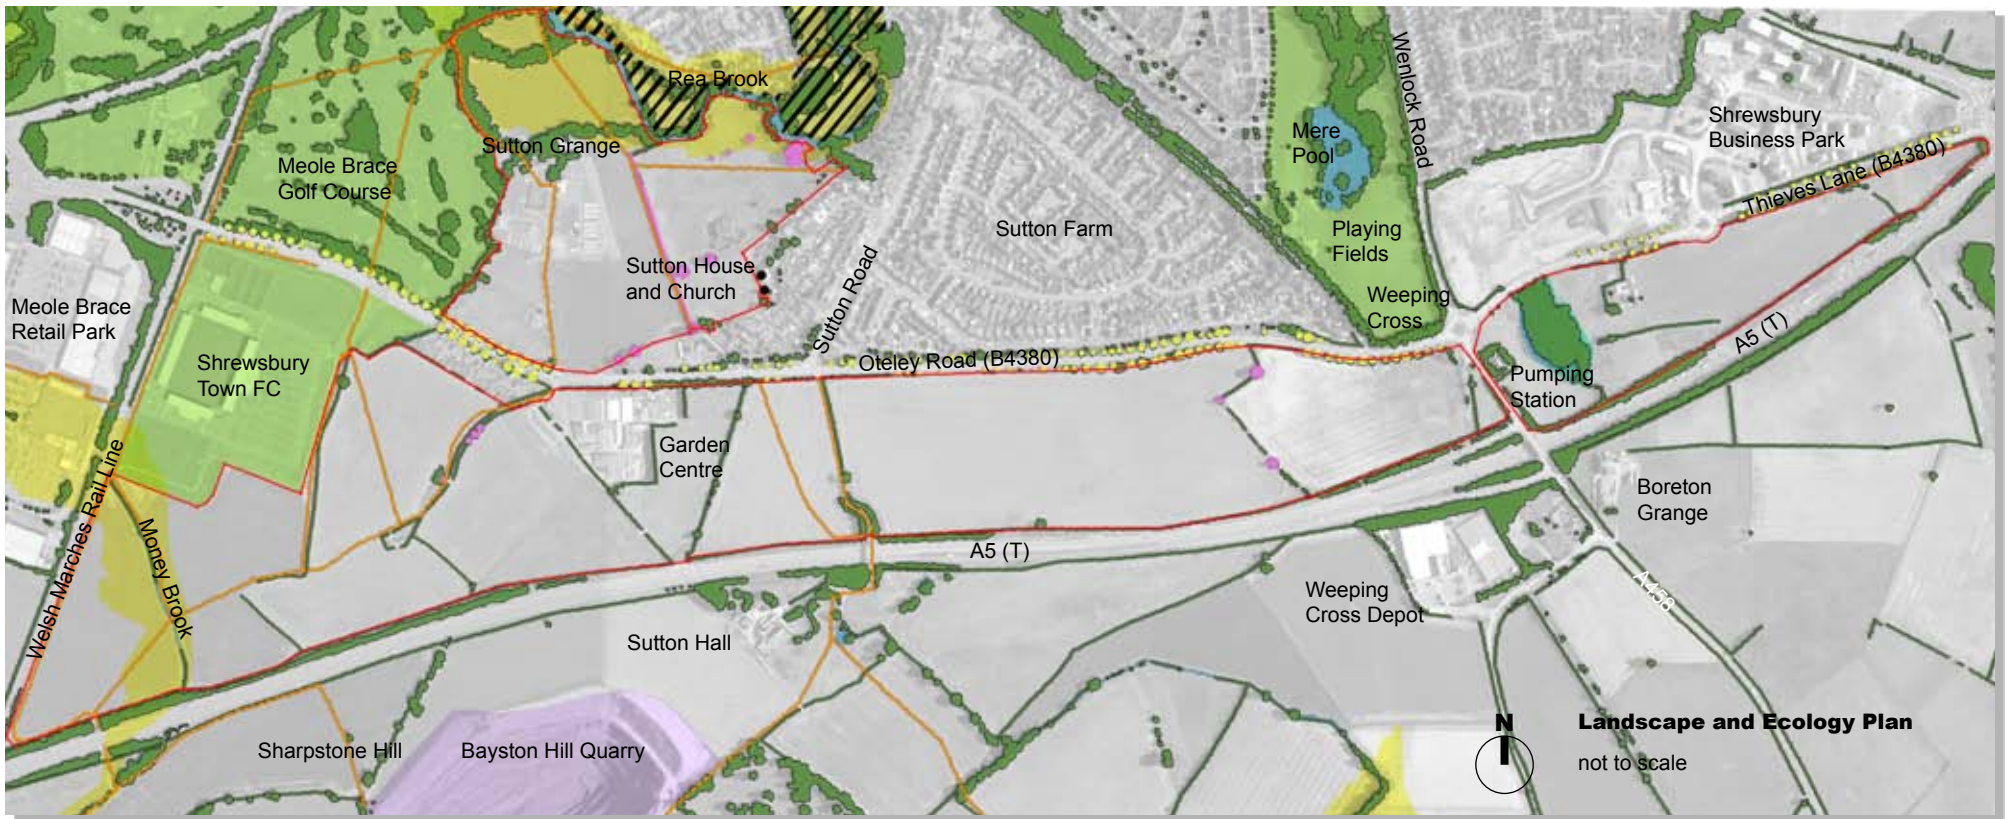 Rea Brook
Wenlock Road
Shrewsbury
Business Park
Mere
Pool
Sutton Grange
Meole Brace
Golf Course
Thieves Lane (B4380)
Sutton Farm
Playing
Fields
Sutton House
and Church
Sutton Road
Meole Brace
Retail Park
Weeping
Cross
A5 (T)
Shrewsbury
Town FC
Oteley Road (B4380)
Pumping
Station
Garden
Centre
Welsh Marches Rail Line
Money Brook
Boreton
Grange
A5 (T)
Weeping
Cross Depot
A458
Sutton Hall
Sharpstone Hill
Bayston Hill Quarry
N
Landscape and Ecology Plan
not to scale